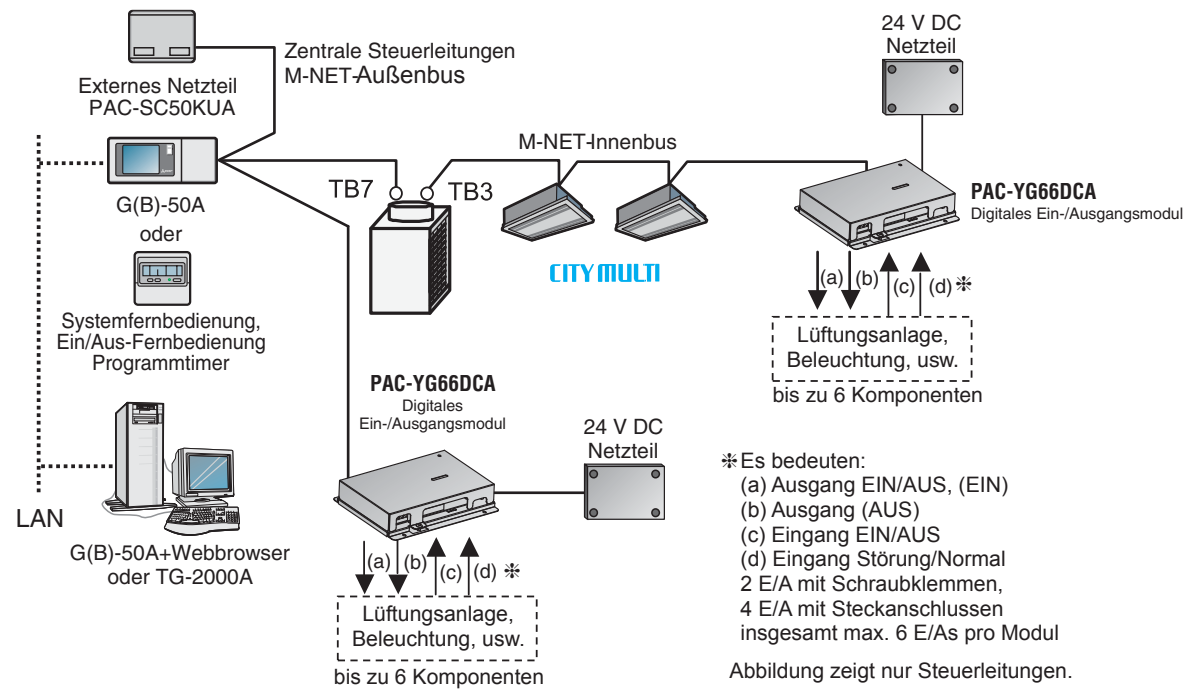 Externes Netzteil
PAC-SC50KUA
Zentrale Steuerleitungen
M-NET-Außenbus
24 V DC
Netzteil
G(B)-50A
oder
Systemfernbedienung,
Ein/Aus-Fernbedienung
Programmtimer
TB7
TB3
M-NET-Innenbus
CITY MULTI
PAC-YG66DCA
Digitales Ein-/Ausgangsmodul
(a)
(b)
(c)
(d) ❉
Lüftungsanlage,
Beleuchtung, usw.
bis zu 6 Komponenten
LAN
G(B)-50A+Webbrowser
oder TG-2000A
PAC-YG66DCA
Digitales
Ein-/Ausgangsmodul
24 V DC
Netzteil
(a)
(b)
(c)
(d) ❉
Lüftungsanlage,
Beleuchtung, usw.
bis zu 6 Komponenten
❉ Es bedeuten:
(a) Ausgang EIN/AUS, (EIN)
(b) Ausgang (AUS)
(c) Eingang EIN/AUS
(d) Eingang Störung/Normal
2 E/A mit Schraubklemmen,
4 E/A mit Steckanschlussen
insgesamt max. 6 E/As pro Modul
Abbildung zeigt nur Steuerleitungen.